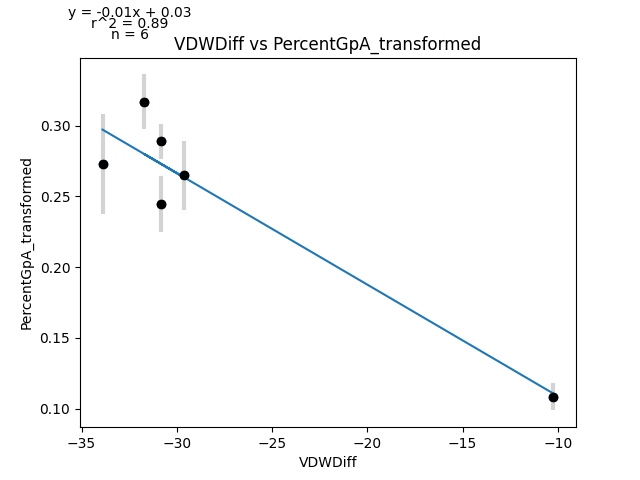 y = -0.01x + 0.03
r^2 = 0.89
n = 6
VDWDiff vs PercentGpA_transformed
PercentGpA_transformed
0.30
0.25
0.20
0.15
0.10
−35
−30
−25
−20
−15
−10
VDWDiff